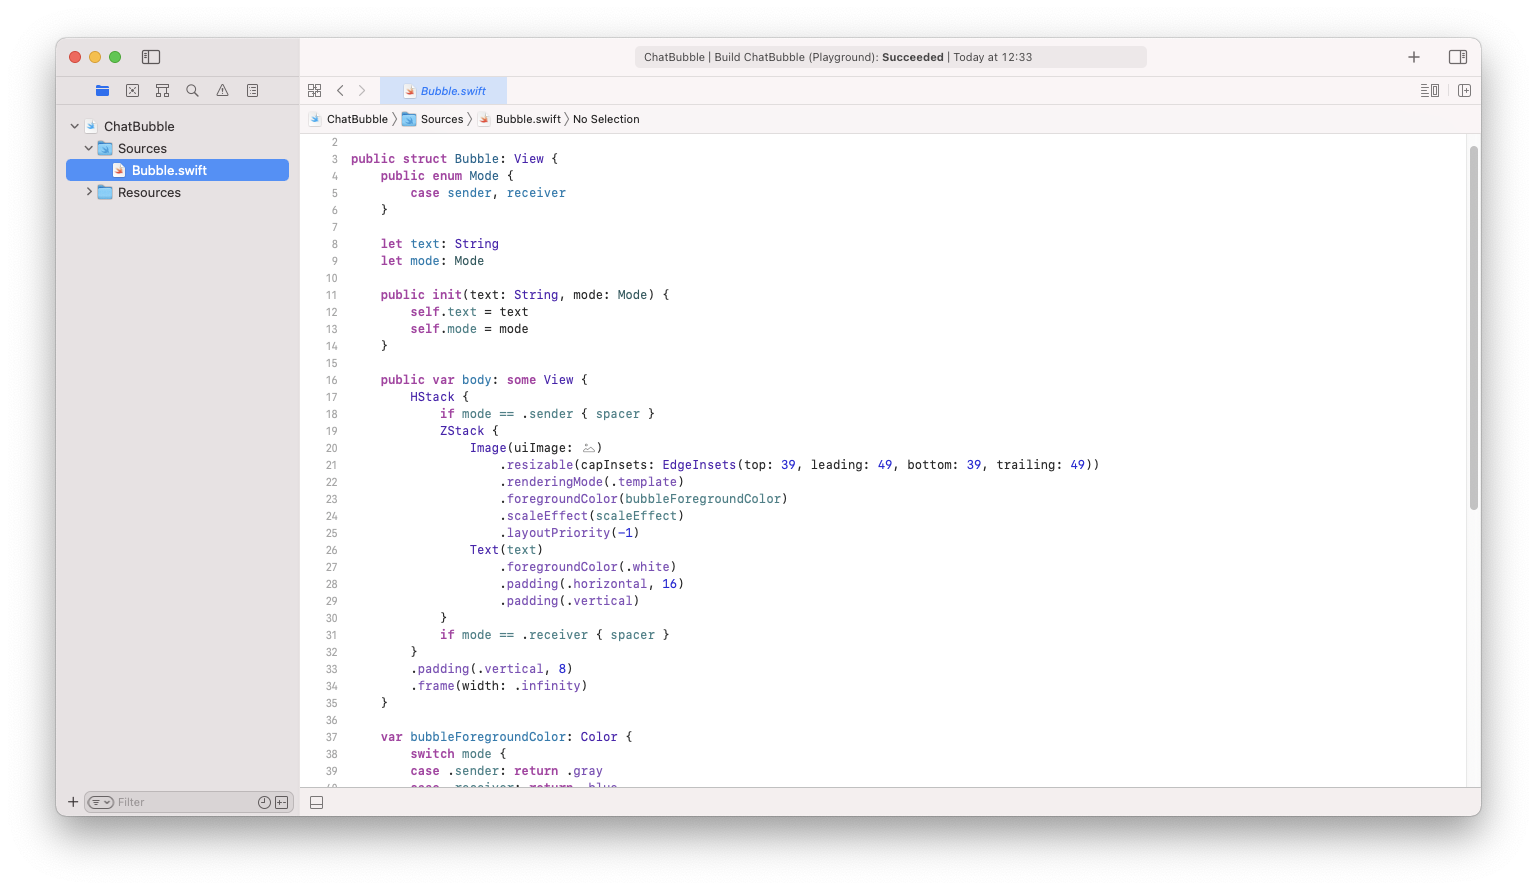 ChatBubble | Build ChatBubble (Playground): Succeeded | Today at 12:33
Bubble.swift
ChatBubble
Sources
Bubble.swift
Resources
ChatBubble 〉 Sources 〉 Bubble.swift 〉 No Selection
2
3 public struct Bubble: View {
4     public enum Mode {
5         case sender, receiver
6     }
7
8     let text: String
9     let mode: Mode
10
11     public init(text: String, mode: Mode) {
12         self.text = text
13         self.mode = mode
14     }
15
16     public var body: some View {
17         HStack {
18             if mode == .sender { spacer }
19             ZStack {
20                 Image(uiImage: )
21                     .resizable(capInsets: EdgeInsets(top: 39, leading: 49, bottom: 39, trailing: 49))
22                     .renderingMode(.template)
23                     .foregroundColor(bubbleForegroundColor)
24                     .scaleEffect(scaleEffect)
25                     .layoutPriority(-1)
26                 Text(text)
27                     .foregroundColor(.white)
28                     .padding(.horizontal, 16)
29                     .padding(.vertical)
30             }
31             if mode == .receiver { spacer }
32         }
33         .padding(.vertical, 8)
34         .frame(width: .infinity)
35     }
36
37     var bubbleForegroundColor: Color {
38         switch mode {
39         case .sender: return .gray
40         case .receiver: return .blue
Filter